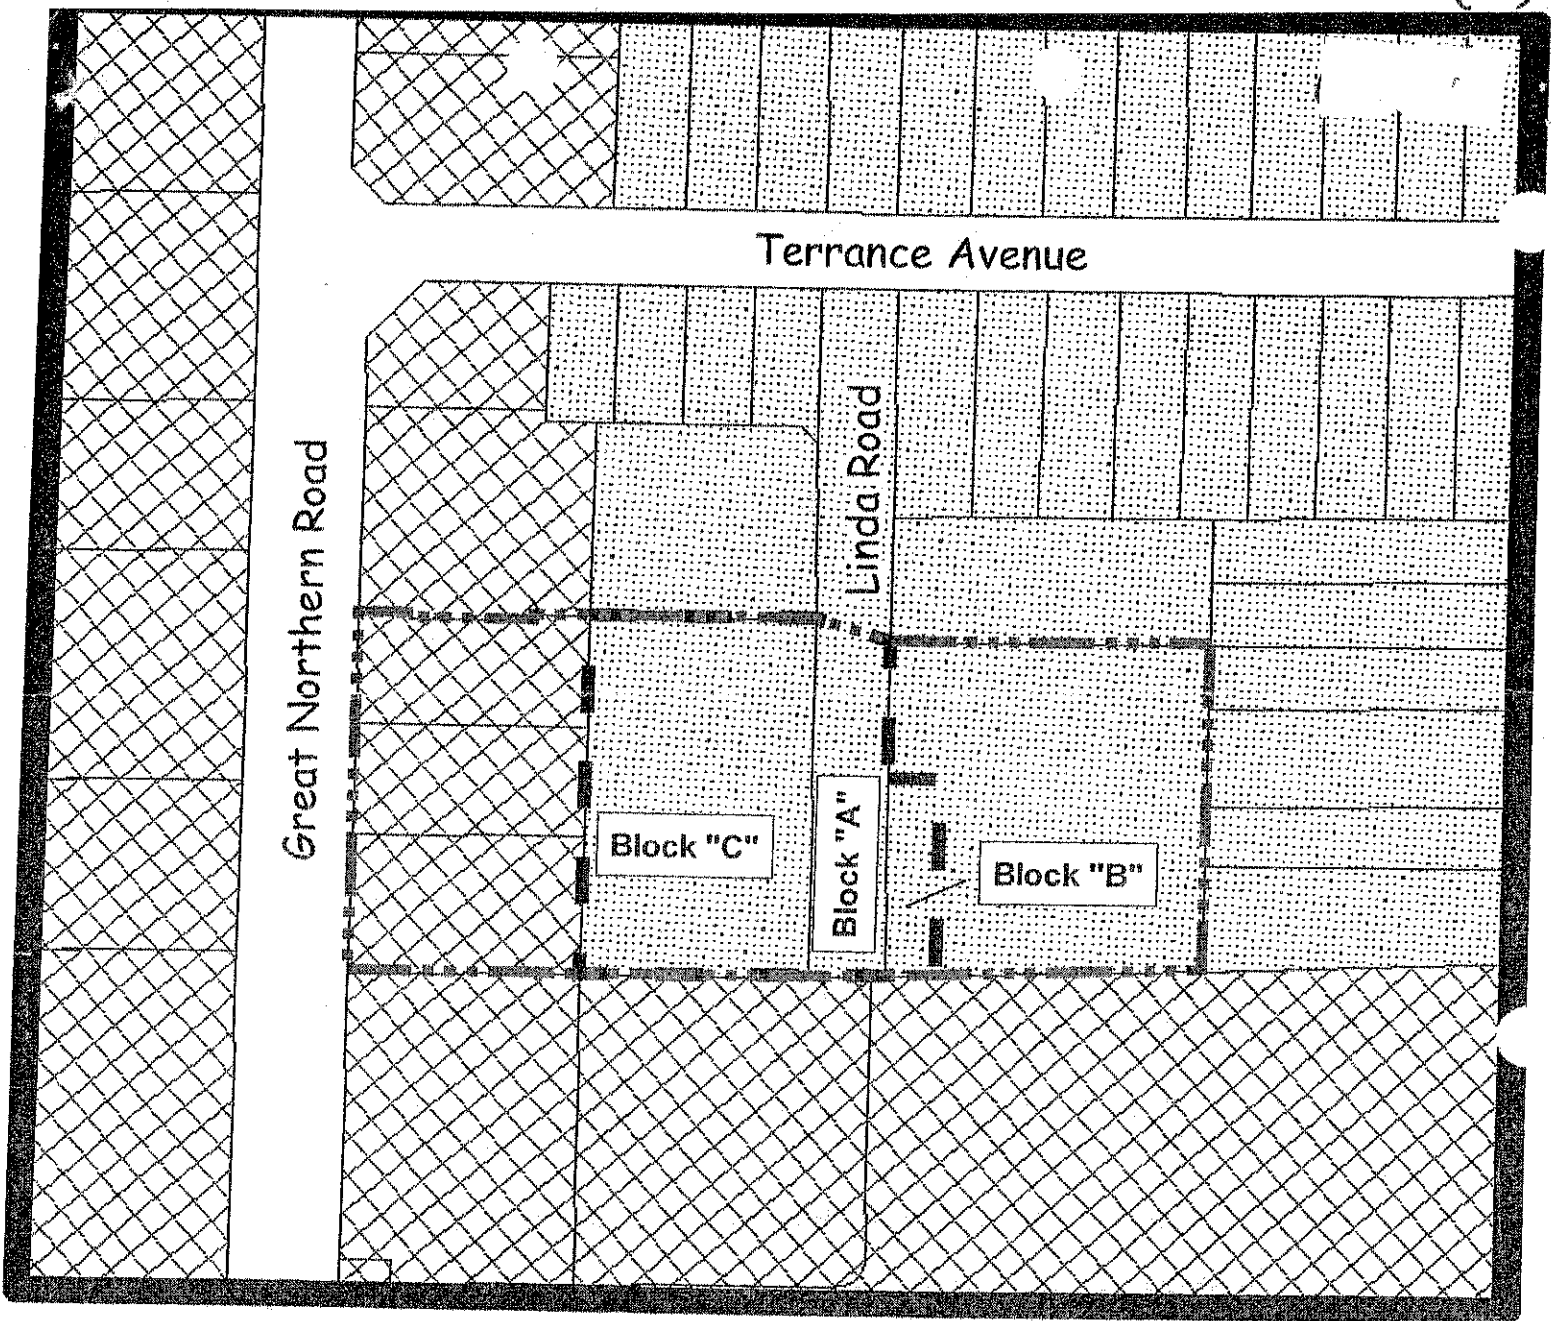 Terrance Avenue
Linda Road
Great Northern Road
Block "C"
Block "A"
Block "B"